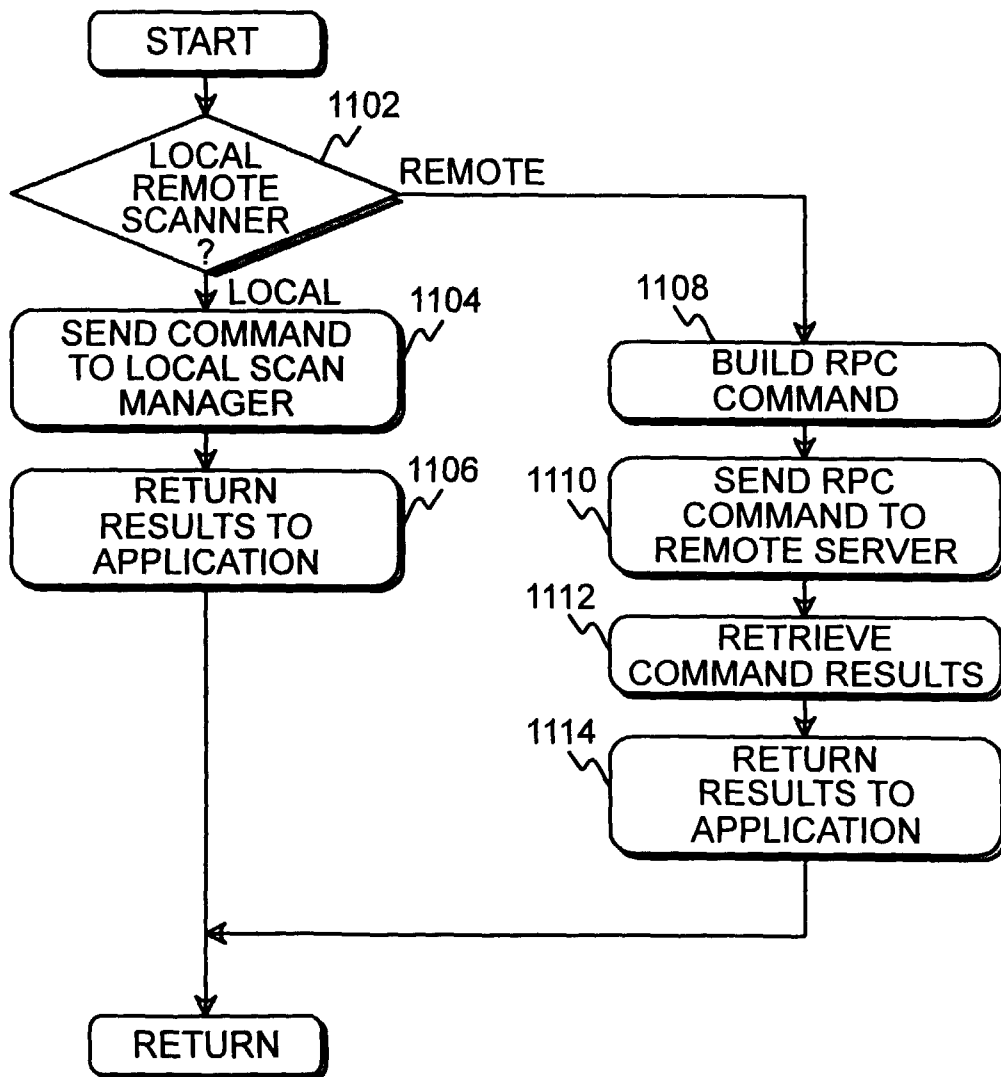 START
1102
LOCAL
REMOTE
SCANNER
?
REMOTE
LOCAL
1104
SEND COMMAND
TO LOCAL SCAN
MANAGER
1106
RETURN
RESULTS TO
APPLICATION
1108
BUILD RPC
COMMAND
1110
SEND RPC
COMMAND TO
REMOTE SERVER
1112
RETRIEVE
COMMAND RESULTS
1114
RETURN
RESULTS TO
APPLICATION
RETURN